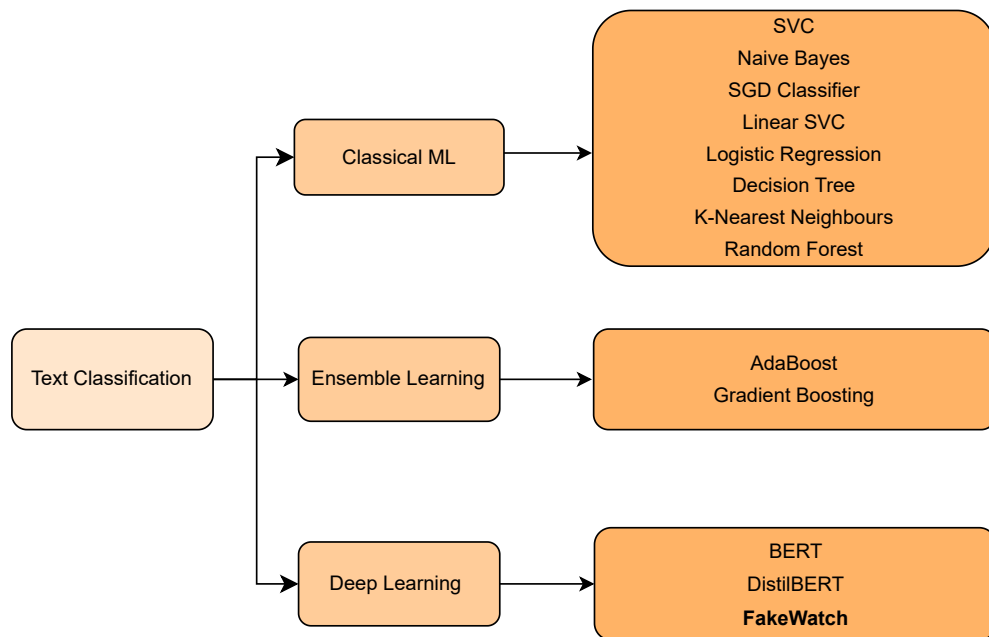 Text Classification
Classical ML
SVC
Naive Bayes
SGD Classifier
Linear SVC
Logistic Regression
Decision Tree
K-Nearest Neighbours
Random Forest
Ensemble Learning
AdaBoost
Gradient Boosting
Deep Learning
BERT
DistilBERT
FakeWatch